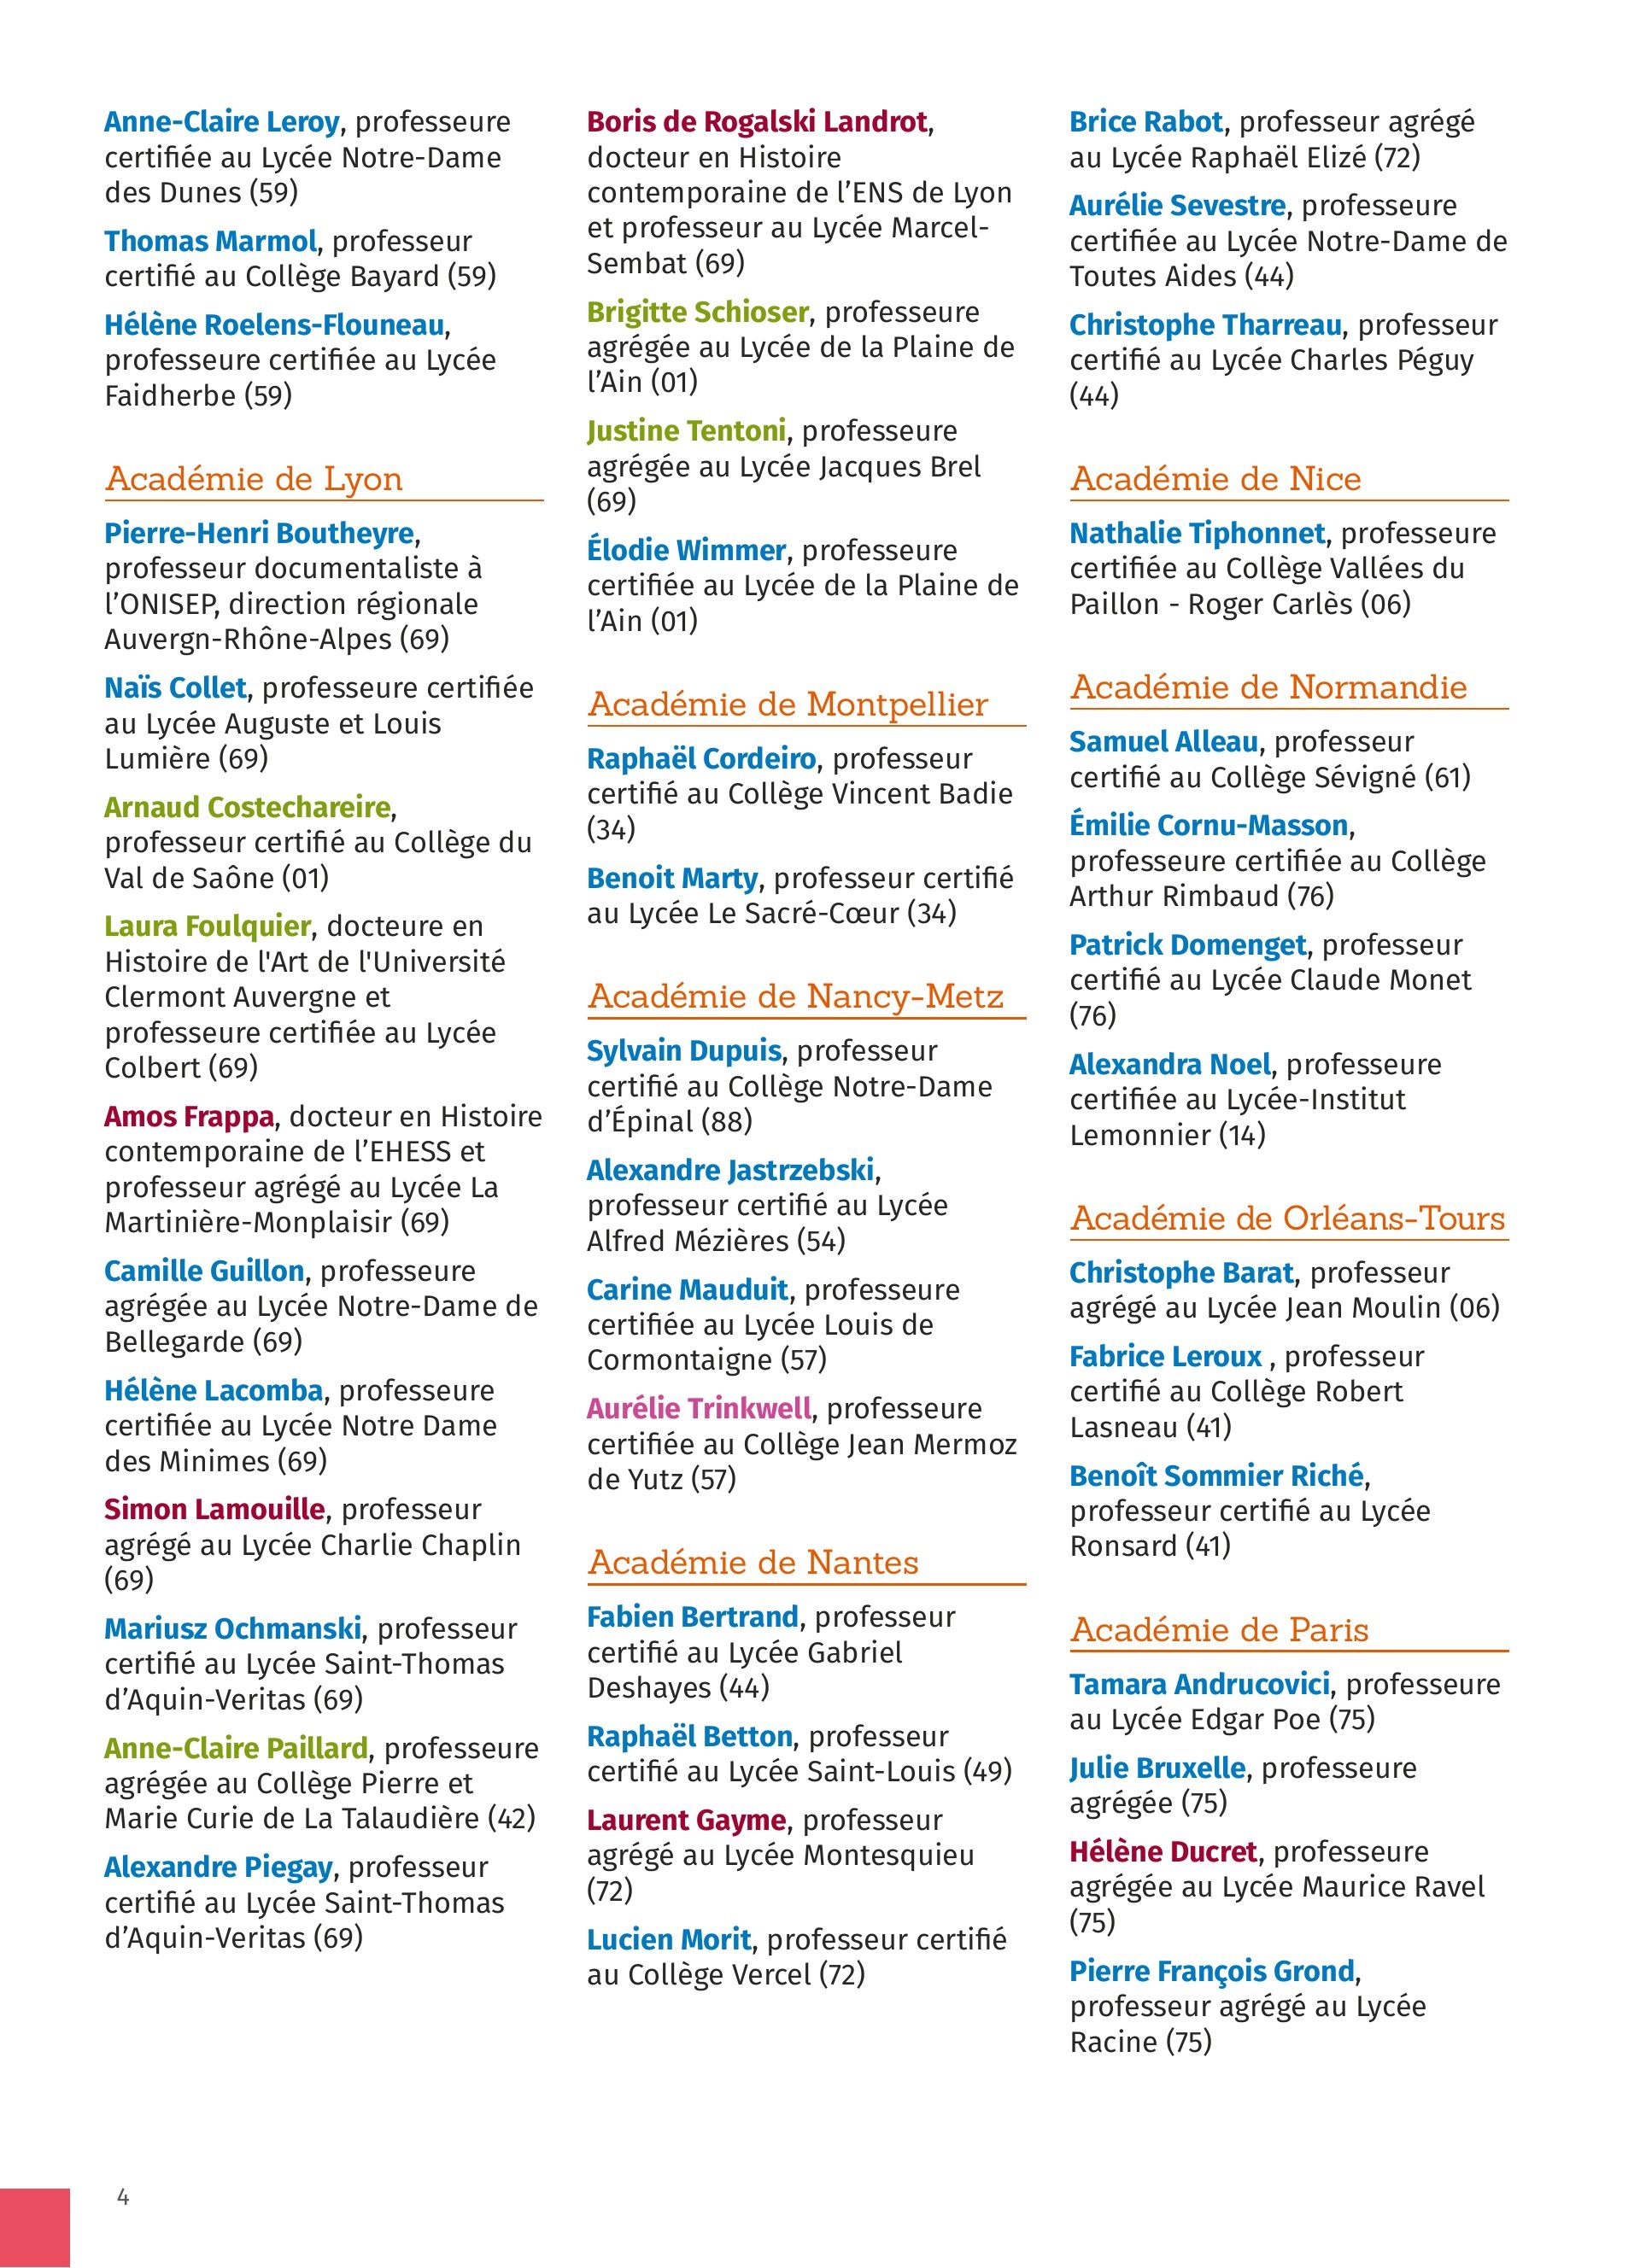 Anne-Claire Leroy, professeure
certifiée au Lycée Notre-Dame
des Dunes (59)
Thomas Marmol, professeur
certifié au Collège Bayard (59)
Hélène Roelens-Flouneau,
professeure certifiée au Lycée
Faidherbe (59)
Académie de Lyon
Pierre-Henri Boutheyre,
professeur documentaliste à
l’ONISEP, direction régionale
Auvergn-Rhône-Alpes (69)
Naïs Collet, professeure certifiée
au Lycée Auguste et Louis
Lumière (69)
Arnaud Costechareire,
professeur certifié au Collège du
Val de Saône (01)
Laura Foulquier, docteure en
Histoire de l'Art de l'Université
Clermont Auvergne et
professeure certifiée au Lycée
Colbert (69)
Amos Frappa, docteur en Histoire
contemporaine de l’EHESS et
professeur agrégé au Lycée La
Martinière-Monplaisir (69)
Camille Guillon, professeure
agrégée au Lycée Notre-Dame de
Bellegarde (69)
Hélène Lacomba, professeure
certifiée au Lycée Notre Dame
des Minimes (69)
Simon Lamouille, professeur
agrégé au Lycée Charlie Chaplin
(69)
Mariusz Ochmanski, professeur
certifié au Lycée Saint-Thomas
d’Aquin-Veritas (69)
Anne-Claire Paillard, professeure
agrégée au Collège Pierre et
Marie Curie de La Talaudière (42)
Alexandre Piegay, professeur
certifié au Lycée Saint-Thomas
d’Aquin-Veritas (69)
Boris de Rogalski Landrot,
docteur en Histoire
contemporaine de l’ENS de Lyon
et professeur au Lycée Marcel-
Sembat (69)
Brigitte Schioser, professeure
agrégée au Lycée de la Plaine de
l’Ain (01)
Justine Tentoni, professeure
agrégée au Lycée Jacques Brel
(69)
Élodie Wimmer, professeure
certifiée au Lycée de la Plaine de
l’Ain (01)
Académie de Montpellier
Raphaël Cordeiro, professeur
certifié au Collège Vincent Badie
(34)
Benoit Marty, professeur certifié
au Lycée Le Sacré-Cœur (34)
Académie de Nancy-Metz
Sylvain Dupuis, professeur
certifié au Collège Notre-Dame
d’Épinal (88)
Alexandre Jastrzebski,
professeur certifié au Lycée
Alfred Mézières (54)
Carine Mauduit, professeure
certifiée au Lycée Louis de
Cormontaigne (57)
Aurélie Trinkwell, professeure
certifiée au Collège Jean Mermoz
de Yutz (57)
Académie de Nantes
Fabien Bertrand, professeur
certifié au Lycée Gabriel
Deshayes (44)
Raphaël Betton, professeur
certifié au Lycée Saint-Louis (49)
Laurent Gayme, professeur
agrégé au Lycée Montesquieu
(72)
Lucien Morit, professeur certifié
au Collège Vercel (72)
Brice Rabot, professeur agrégé
au Lycée Raphaël Elizé (72)
Aurélie Sevestre, professeure
certifiée au Lycée Notre-Dame de
Toutes Aides (44)
Christophe Tharreau, professeur
certifié au Lycée Charles Péguy
(44)
Académie de Nice
Nathalie Tiphonnet, professeure
certifiée au Collège Vallées du
Paillon - Roger Carlès (06)
Académie de Normandie
Samuel Alleau, professeur
certifié au Collège Sévigné (61)
Émilie Cornu-Masson,
professeure certifiée au Collège
Arthur Rimbaud (76)
Patrick Domenget, professeur
certifié au Lycée Claude Monet
(76)
Alexandra Noel, professeure
certifiée au Lycée-Institut
Lemonnier (14)
Académie de Orléans-Tours
Christophe Barat, professeur
agrégé au Lycée Jean Moulin (06)
Fabrice Leroux , professeur
certifié au Collège Robert
Lasneau (41)
Benoît Sommier Riché,
professeur certifié au Lycée
Ronsard (41)
Académie de Paris
Tamara Andrucovici, professeure
au Lycée Edgar Poe (75)
Julie Bruxelle, professeure
agrégée (75)
Hélène Ducret, professeure
agrégée au Lycée Maurice Ravel
(75)
Pierre François Grond,
professeur agrégé au Lycée
Racine (75)
4